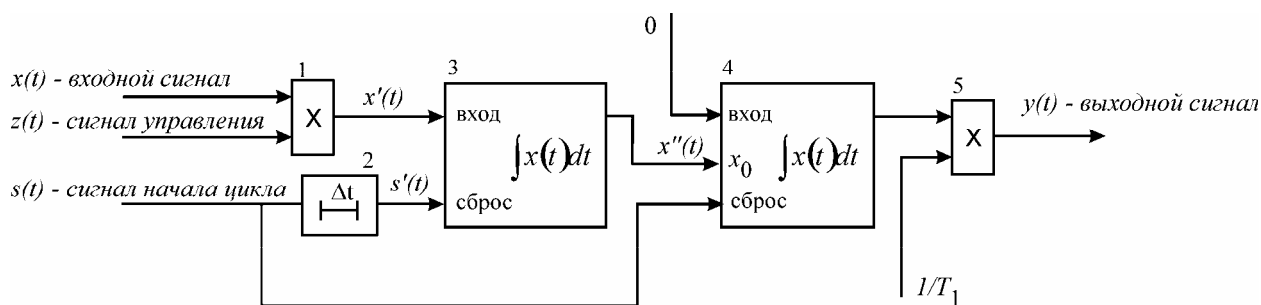 0
x(t) - входной сигнал
1
X
x'(t)
3
вход
∫x(t)dt
сброс
4
вход
x₀
∫x(t)dt
сброс
5
X
y(t) - выходной сигнал
z(t) - сигнал управления
x''(t)
2
s(t) - сигнал начала цикла
Δt
s'(t)
1/T₁